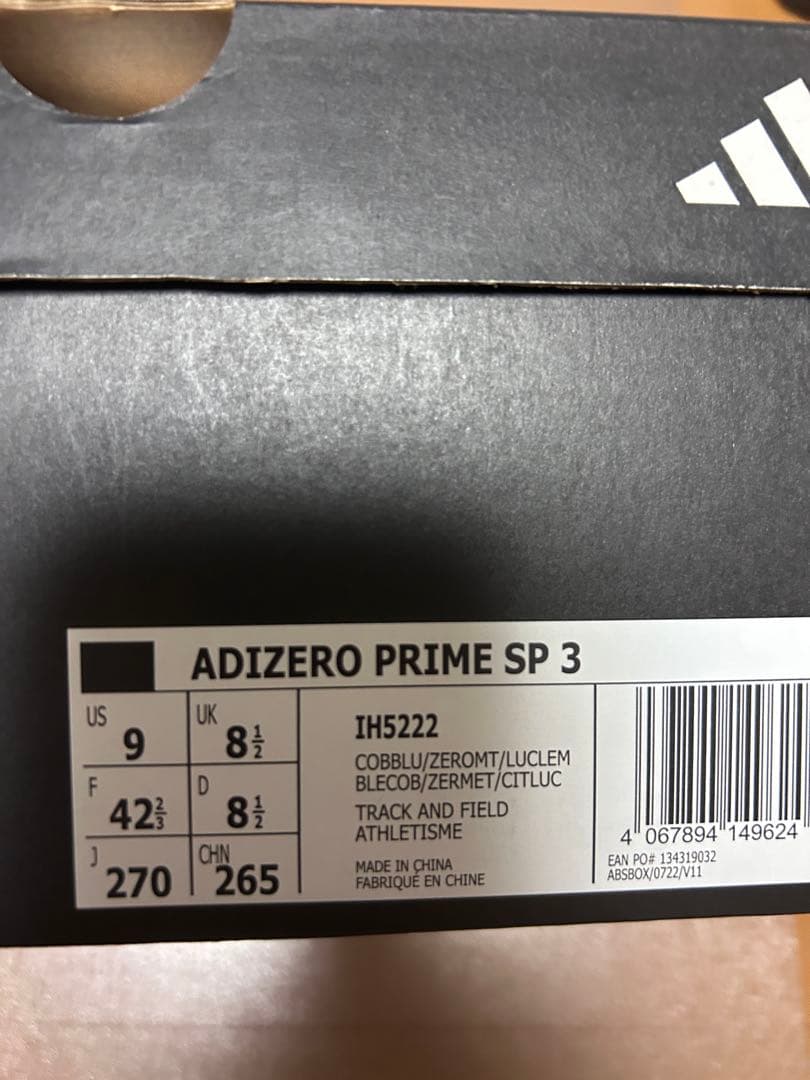 ADIZERO PRIME SP 3
US 9 UK 8½
F 42⅔ D 8½
J 270 CHN 265
IH5222
COBBLU/ZEROMT/LUCLEM
BLECOB/ZERMET/CITLUC
TRACK AND FIELD
ATHLETISME
MADE IN CHINA
FABRIQUÉ EN CHINE
4 067894 149624
EAN PO# 134319032
ABSBOX/0722/V11